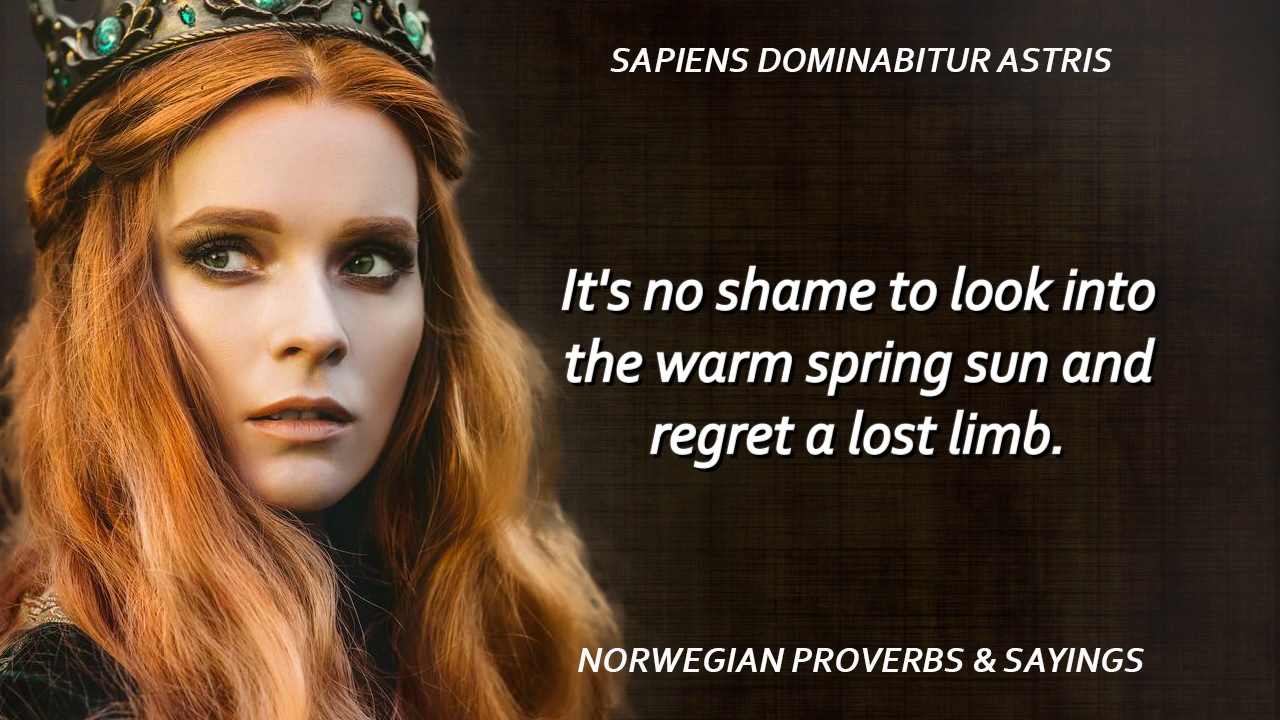 SAPIENS DOMINABITUR ASTRIS
It's no shame to look into
the warm spring sun and
regret a lost limb.
NORWEGIAN PROVERBS & SAYINGS